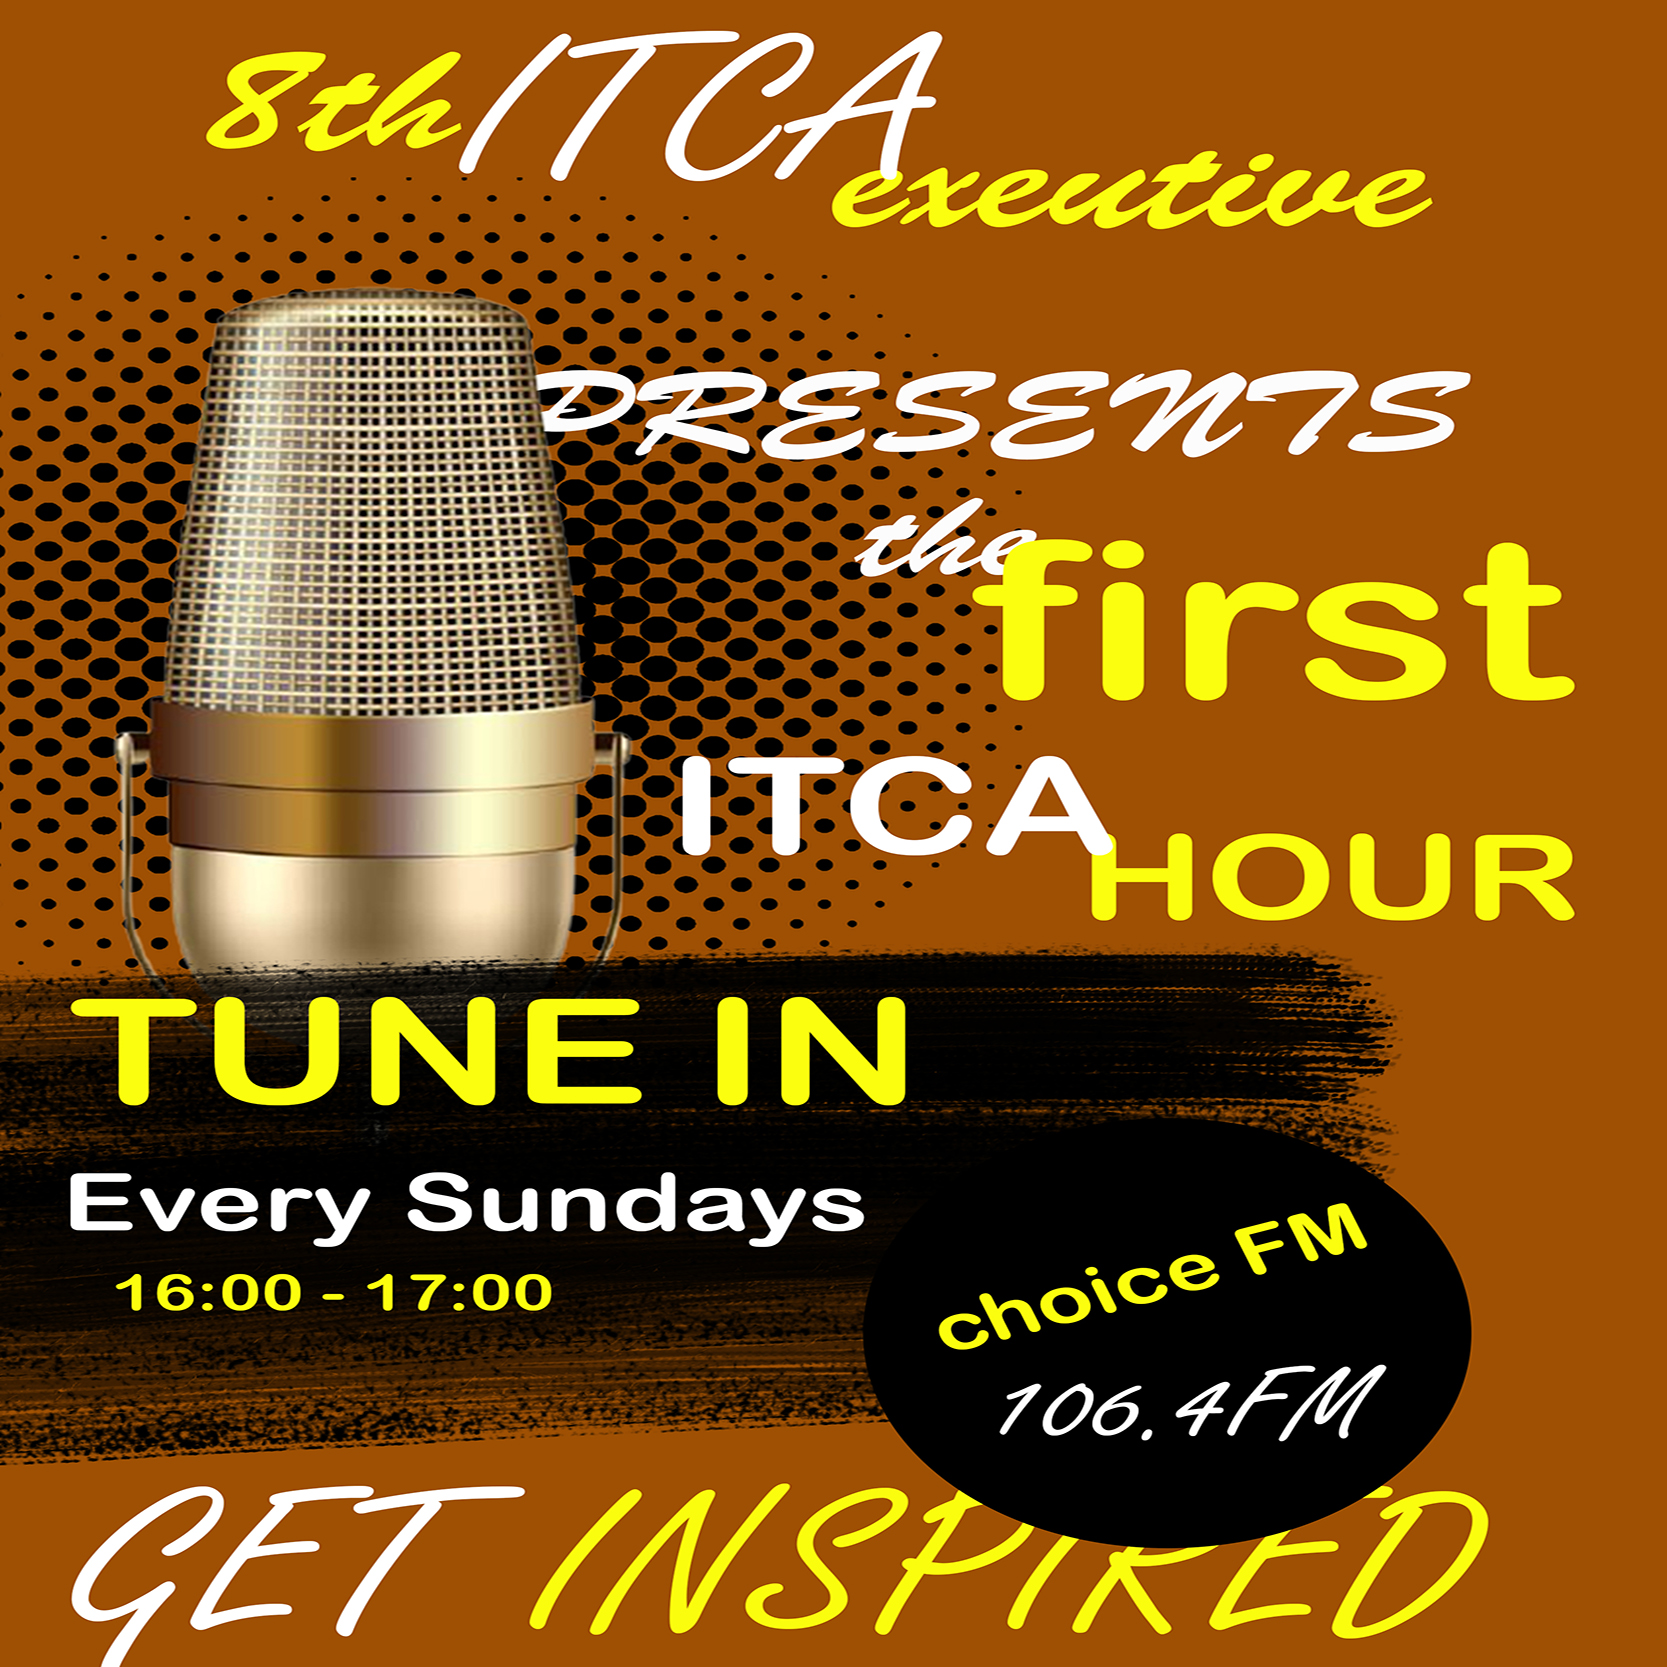 8th ITCA
exeutive
PRESENTS
the first
ITCA
HOUR
TUNE IN
Every Sundays
16:00 - 17:00
choice FM
106.4FM
GET INSPIRED